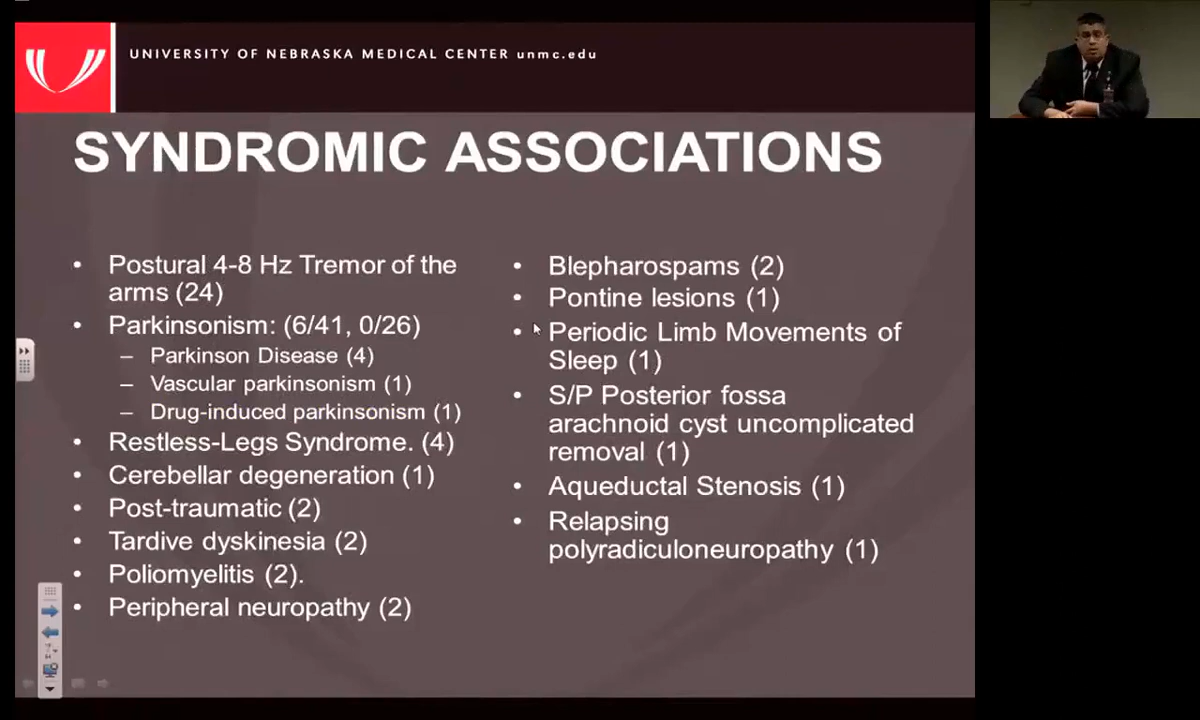 UNIVERSITY OF NEBRASKA MEDICAL CENTER unmc.edu
SYNDROMIC ASSOCIATIONS
• Postural 4-8 Hz Tremor of the
arms (24)
• Parkinsonism: (6/41, 0/26)
– Parkinson Disease (4)
– Vascular parkinsonism (1)
– Drug-induced parkinsonism (1)
• Restless-Legs Syndrome. (4)
• Cerebellar degeneration (1)
• Post-traumatic (2)
• Tardive dyskinesia (2)
• Poliomyelitis (2).
• Peripheral neuropathy (2)
• Blepharospams (2)
• Pontine lesions (1)
• Periodic Limb Movements of
Sleep (1)
• S/P Posterior fossa
arachnoid cyst uncomplicated
removal (1)
• Aqueductal Stenosis (1)
• Relapsing
polyradiculoneuropathy (1)